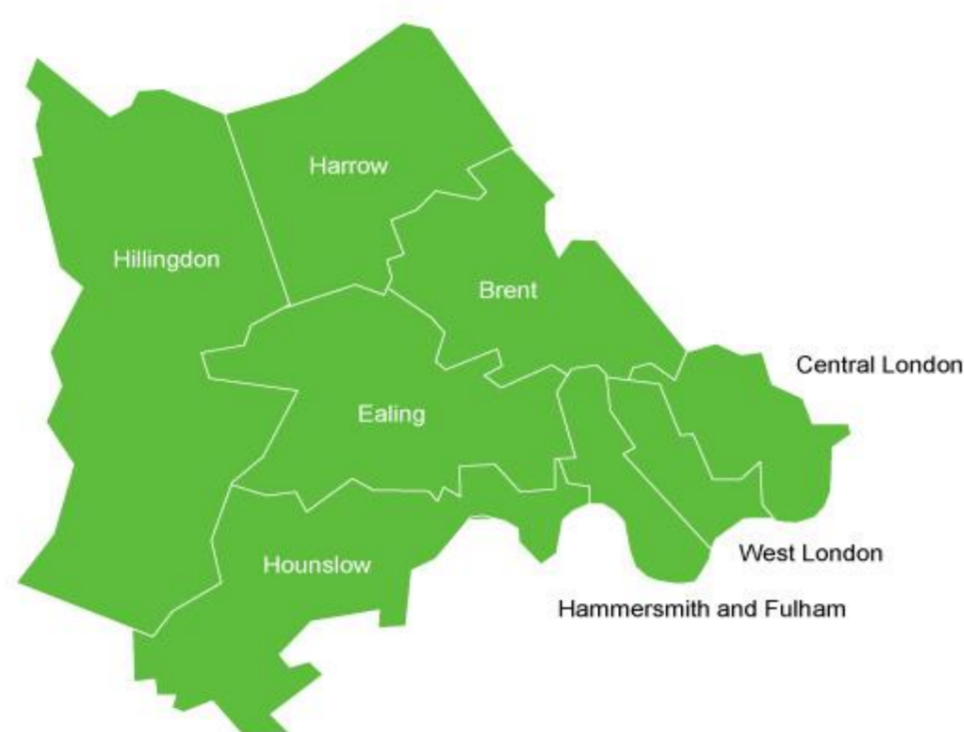 Harrow
Hillingdon
Brent
Central London
Ealing
West London
Hounslow
Hammersmith and Fulham